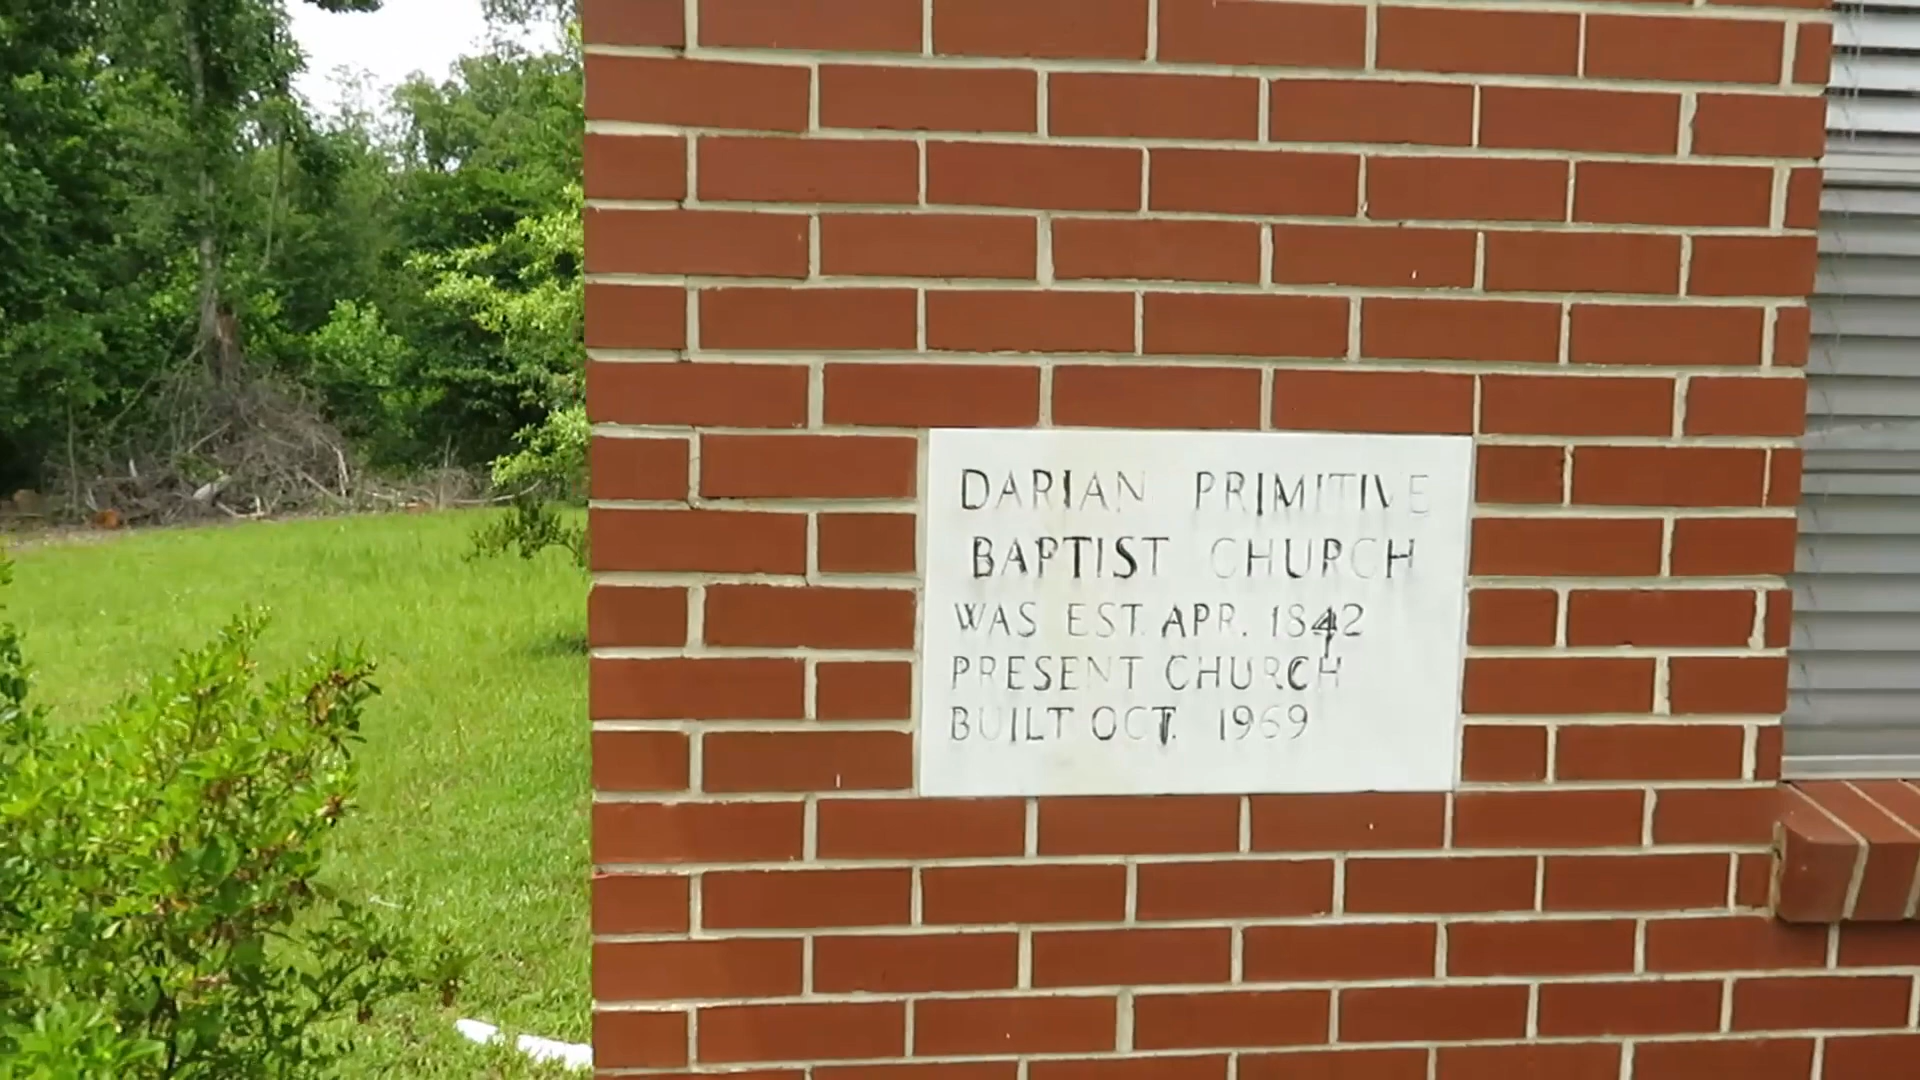 DARIAN PRIMITIVE
BAPTIST CHURCH
WAS EST. APR. 1842
PRESENT CHURCH
BUILT OCT. 1969